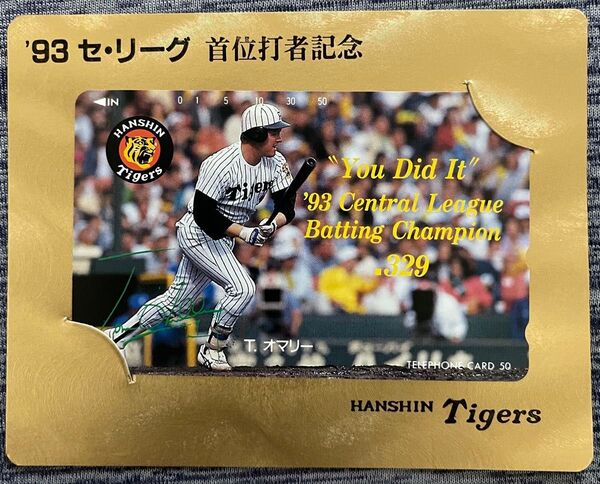 '93 セ・リーグ 首位打者記念
◀IN 0 1 5 10 30 50
HANSHIN
Tigers
Tigers
"You Did It"
'93 Central League
Batting Champion
.329
T. オマリー
TELEPHONE CARD 50
HANSHIN Tigers